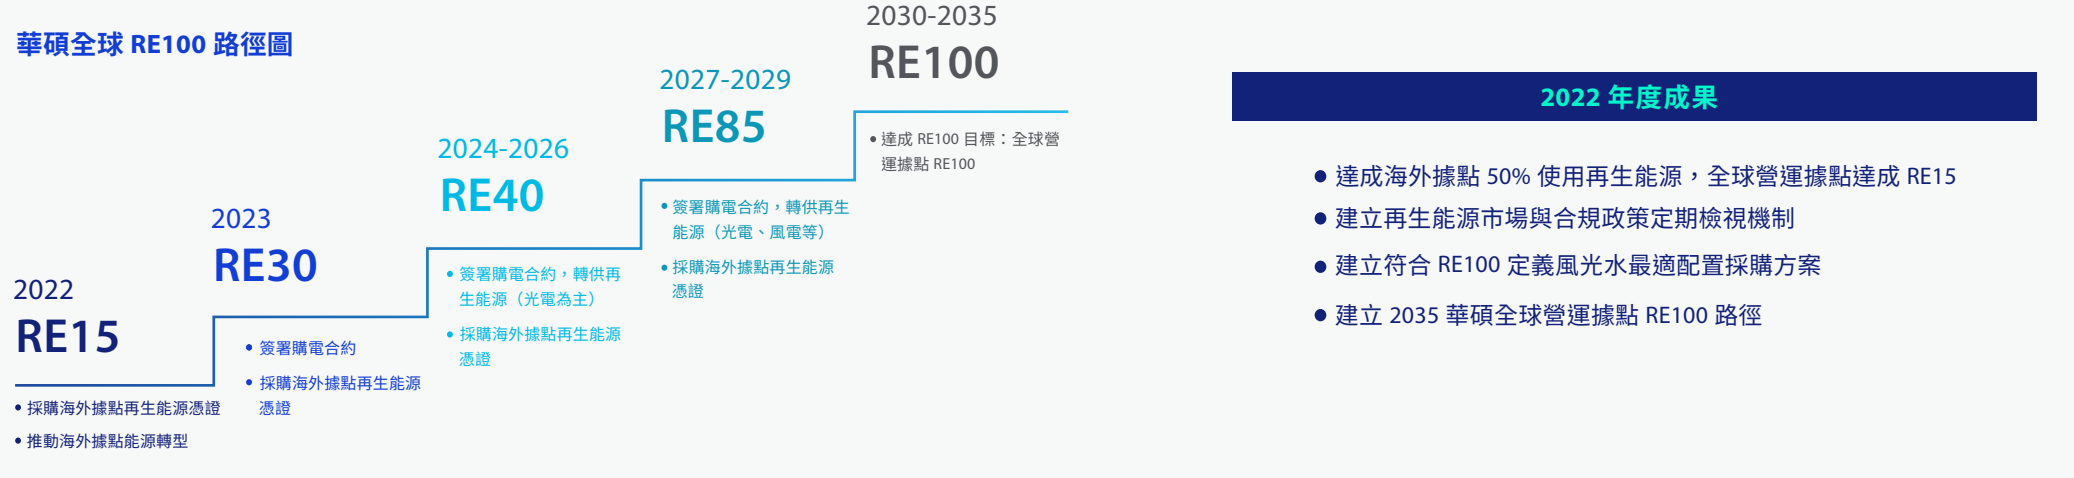 華碩全球 RE100 路徑圖
2022
RE15
• 採購海外據點再生能源憑證
• 推動海外據點能源轉型
2023
RE30
• 簽署購電合約
• 採購海外據點再生能源
憑證
2024-2026
RE40
• 簽署購電合約，轉供再
生能源（光電為主）
• 採購海外據點再生能源
憑證
2027-2029
RE85
• 簽署購電合約，轉供再生
能源（光電、風電等）
• 採購海外據點再生能源
憑證
2030-2035
RE100
• 達成 RE100 目標：全球營
運據點 RE100
2022 年度成果
• 達成海外據點 50% 使用再生能源，全球營運據點達成 RE15
• 建立再生能源市場與合規政策定期檢視機制
• 建立符合 RE100 定義風光水最適配置採購方案
• 建立 2035 華碩全球營運據點 RE100 路徑